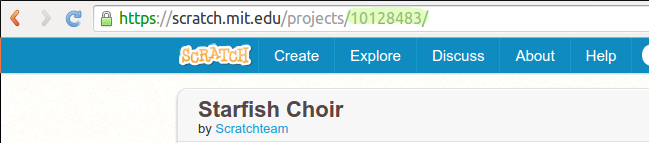 https://scratch.mit.edu/projects/10128483/
SCRATCH Create Explore Discuss About Help
Starfish Choir
by Scratchteam